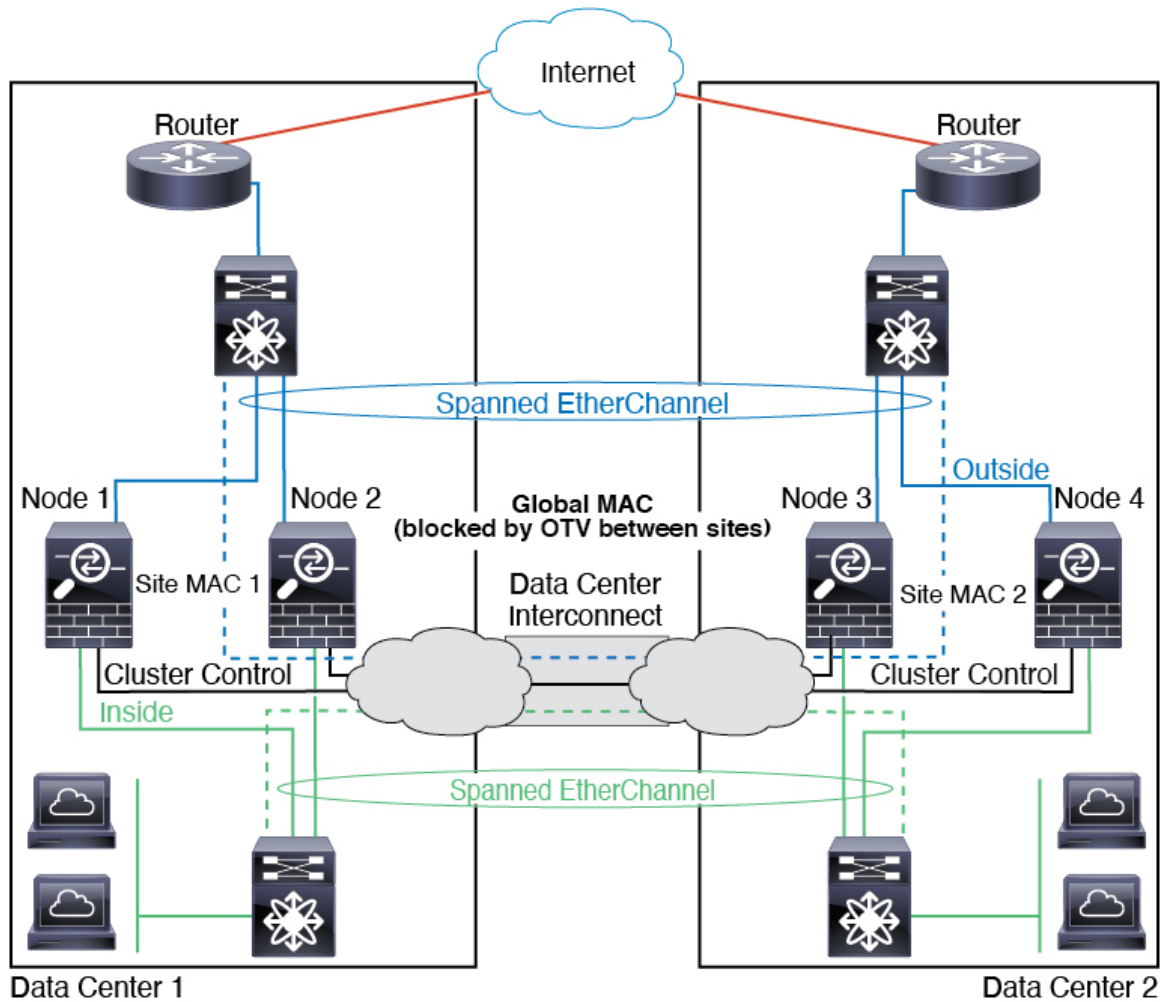 Internet
Router
Router
Spanned EtherChannel
Outside
Node 1
Node 2
Global MAC
(blocked by OTV between sites)
Node 3
Node 4
Site MAC 1
Data Center
Interconnect
Site MAC 2
Cluster Control
Cluster Control
Inside
Spanned EtherChannel
Data Center 1
Data Center 2